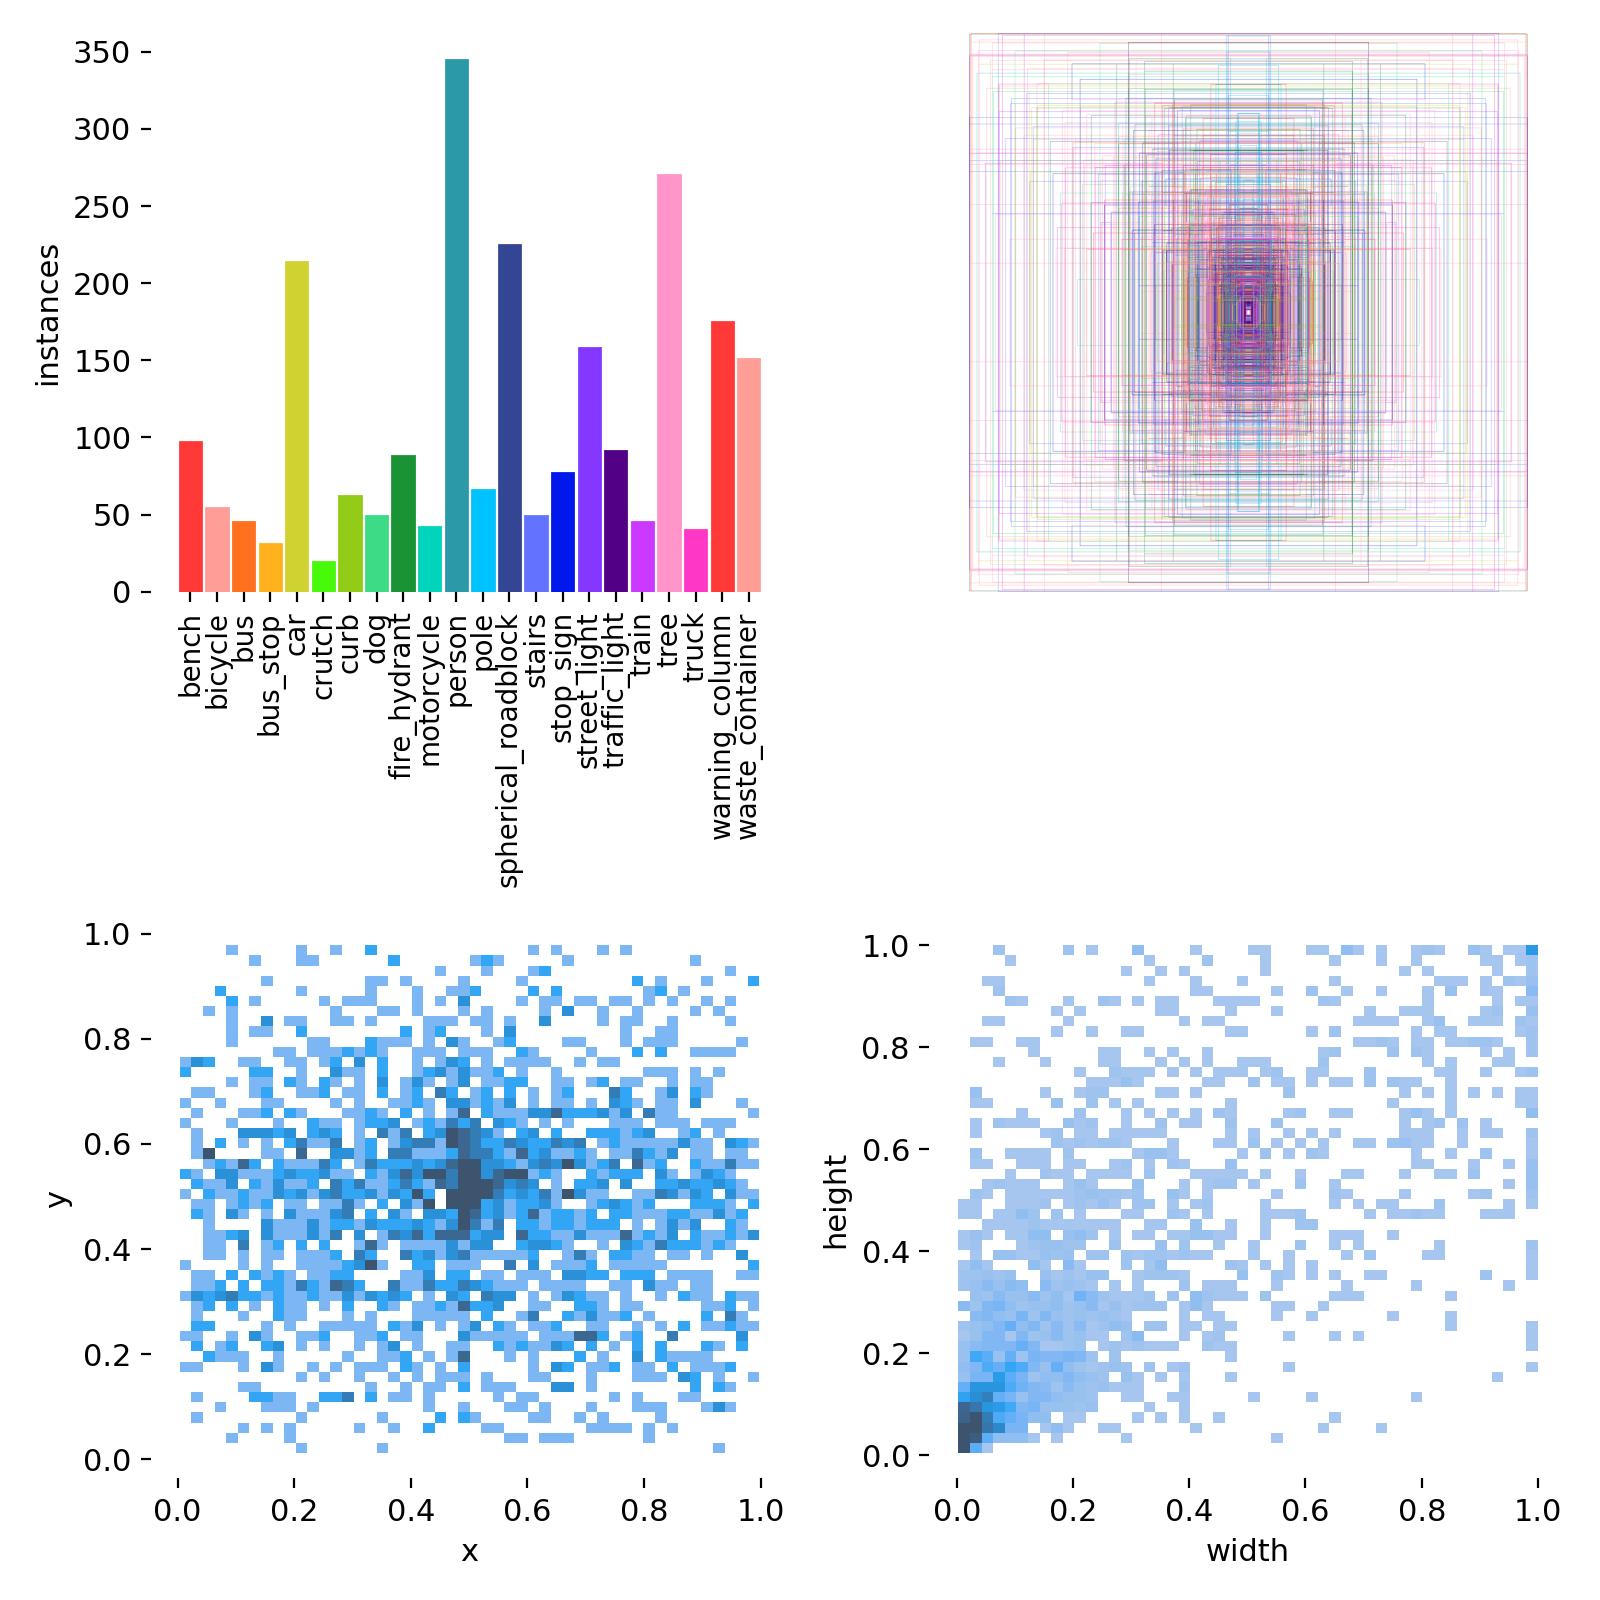 350
300
250
200
150
100
50
0
instances
bench
bicycle
bus
bus_stop
car
crutch
curb
dog
fire_hydrant
motorcycle
person
pole
spherical_roadblock
stairs
stop_sign
street_light
traffic_light
train
tree
truck
warning_column
waste_container
1.0
0.8
0.6
0.4
0.2
0.0
y
0.0 0.2 0.4 0.6 0.8 1.0
x
1.0
0.8
0.6
0.4
0.2
0.0
height
0.0 0.2 0.4 0.6 0.8 1.0
width